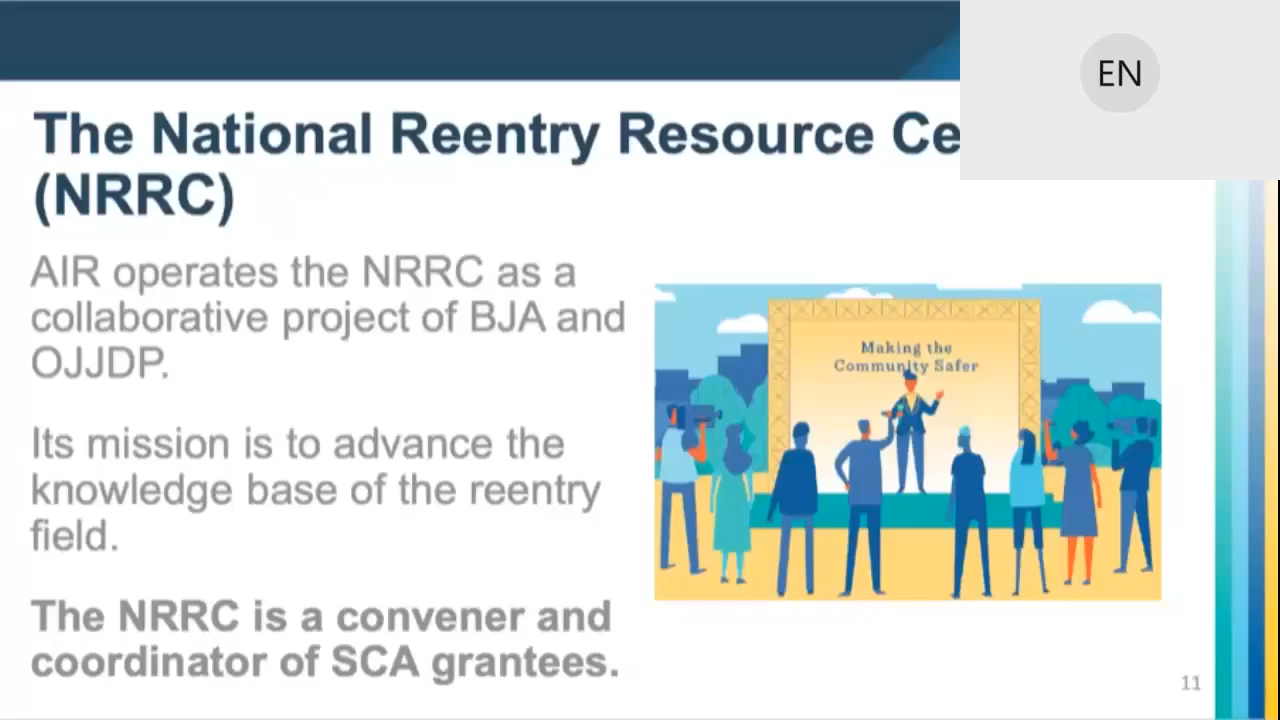 EN
The National Reentry Resource Ce
(NRRC)
AIR operates the NRRC as a
collaborative project of BJA and
OJJDP.
Its mission is to advance the
knowledge base of the reentry
field.
The NRRC is a convener and
coordinator of SCA grantees.
Making the
Community Safer
11